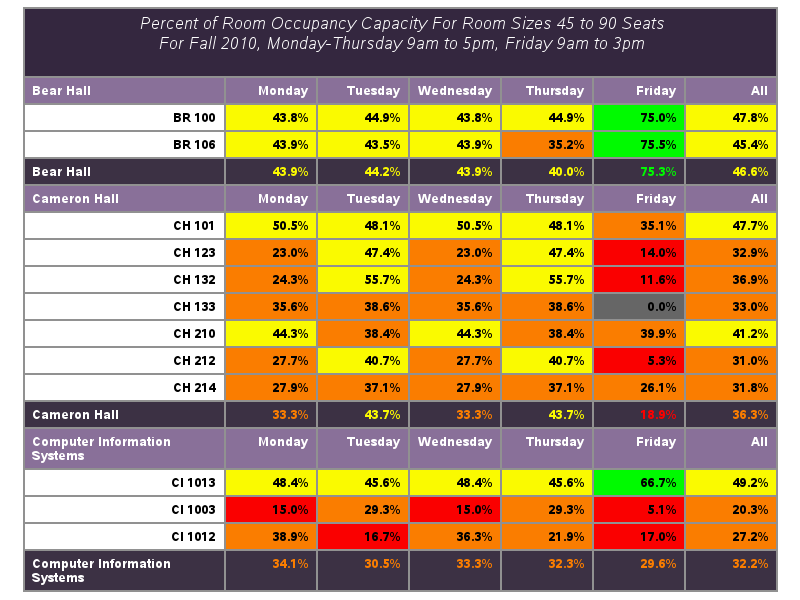 Percent of Room Occupancy Capacity For Room Sizes 45 to 90 Seats
For Fall 2010, Monday-Thursday 9am to 5pm, Friday 9am to 3pm
Bear Hall Monday Tuesday Wednesday Thursday Friday All
BR 100 43.8% 44.9% 43.8% 44.9% 75.0% 47.8%
BR 106 43.9% 43.5% 43.9% 35.2% 75.5% 45.4%
Bear Hall 43.9% 44.2% 43.9% 40.0% 75.3% 46.6%
Cameron Hall Monday Tuesday Wednesday Thursday Friday All
CH 101 50.5% 48.1% 50.5% 48.1% 35.1% 47.7%
CH 123 23.0% 47.4% 23.0% 47.4% 14.0% 32.9%
CH 132 24.3% 55.7% 24.3% 55.7% 11.6% 36.9%
CH 133 35.6% 38.6% 35.6% 38.6% 0.0% 33.0%
CH 210 44.3% 38.4% 44.3% 38.4% 39.9% 41.2%
CH 212 27.7% 40.7% 27.7% 40.7% 5.3% 31.0%
CH 214 27.9% 37.1% 27.9% 37.1% 26.1% 31.8%
Cameron Hall 33.3% 43.7% 33.3% 43.7% 18.9% 36.3%
Computer Information Monday Tuesday Wednesday Thursday Friday All
Systems
CI 1013 48.4% 45.6% 48.4% 45.6% 66.7% 49.2%
CI 1003 15.0% 29.3% 15.0% 29.3% 5.1% 20.3%
CI 1012 38.9% 16.7% 36.3% 21.9% 17.0% 27.2%
Computer Information 34.1% 30.5% 33.3% 32.3% 29.6% 32.2%
Systems